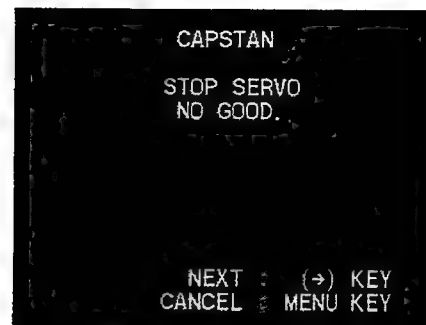 CAPSTAN
STOP SERVO
NO GOOD.
NEXT : (→) KEY
CANCEL : MENU KEY